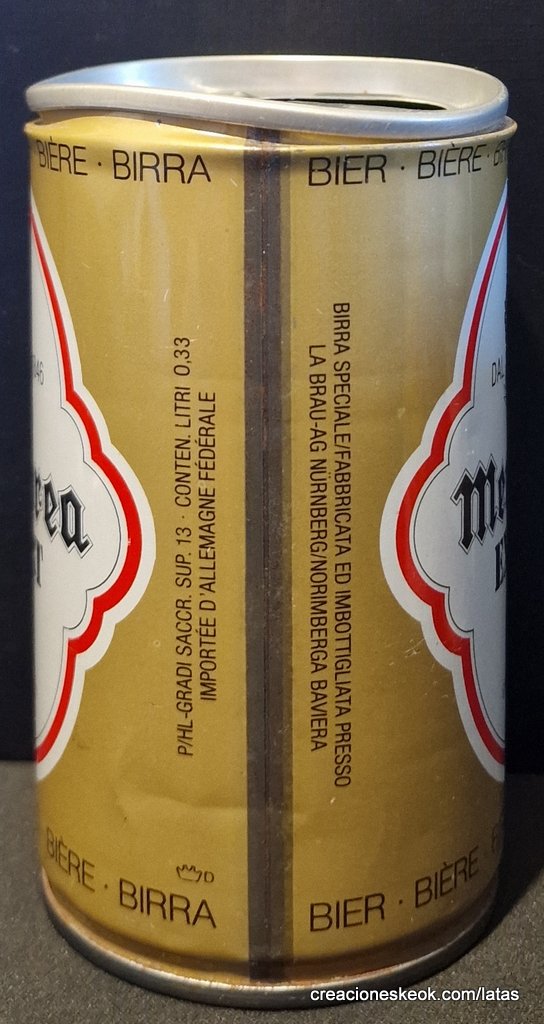 BIÈRE · BIRRA
BIER · BIÈRE
P/HL-GRADI SACCR. SUP. 13 · CONTEN. LITRI 0,33
IMPORTÉE D'ALLEMAGNE FÉDÉRALE
BIRRA SPECIALE/FABBRICATA ED IMBOTTIGLIATA PRESSO
LA BRAU-AG NÜRNBERG/NORIMBERGA BAVIERA
D
BIÈRE · BIRRA
BIER · BIÈRE
creacioneskeok.com/latas